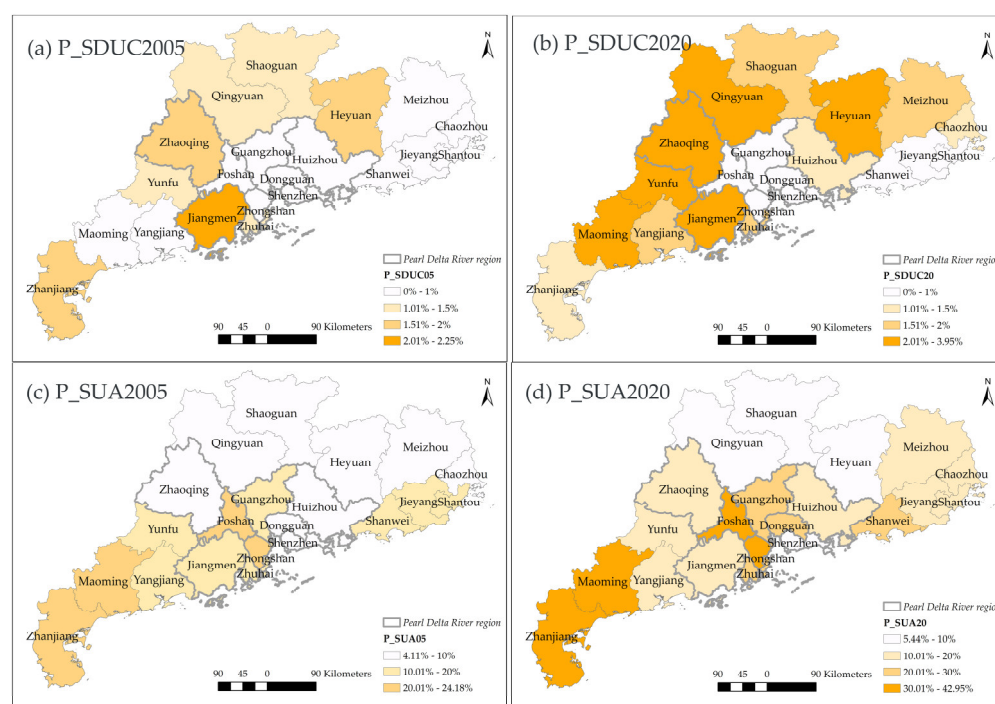 (a) P_SDUC2005
N
Shaoguan
Qingyuan
Meizhou
Heyuan
Chaozhou
Zhaoqing
Guangzhou
Huizhou
JieyangShantou
Foshan
Dongguan
Shanwei
Yunfu
Shenzhen
Jiangmen
Zhongshan
Zhuhai
Maoming
Yangjiang
Zhanjiang
Pearl Delta River region
P_SDUC05
0% - 1%
1.01% - 1.5%
1.51% - 2%
2.01% - 2.25%
90 45 0 90 Kilometers
(b) P_SDUC2020
N
Shaoguan
Qingyuan
Meizhou
Heyuan
Chaozhou
Zhaoqing
Guangzhou
Huizhou
JieyangShantou
Foshan
Dongguan
Shanwei
Yunfu
Shenzhen
Jiangmen
Zhongshan
Zhuhai
Maoming
Yangjiang
Zhanjiang
Pearl Delta River region
P_SDUC20
0% - 1%
1.01% - 1.5%
1.51% - 2%
2.01% - 3.95%
90 45 0 90 Kilometers
(c) P_SUA2005
N
Shaoguan
Qingyuan
Meizhou
Heyuan
Chaozhou
Zhaoqing
Guangzhou
Huizhou
JieyangShantou
Foshan
Dongguan
Shanwei
Yunfu
Shenzhen
Jiangmen
Zhongshan
Zhuhai
Maoming
Yangjiang
Zhanjiang
Pearl Delta River region
P_SUA05
4.11% - 10%
10.01% - 20%
20.01% - 24.18%
90 45 0 90 Kilometers
(d) P_SUA2020
N
Shaoguan
Qingyuan
Meizhou
Heyuan
Chaozhou
Zhaoqing
Guangzhou
Huizhou
JieyangShantou
Foshan
Dongguan
Shanwei
Yunfu
Shenzhen
Jiangmen
Zhongshan
Zhuhai
Maoming
Yangjiang
Zhanjiang
Pearl Delta River region
P_SUA20
5.44% - 10%
10.01% - 20%
20.01% - 30%
30.01% - 42.95%
90 45 0 90 Kilometers